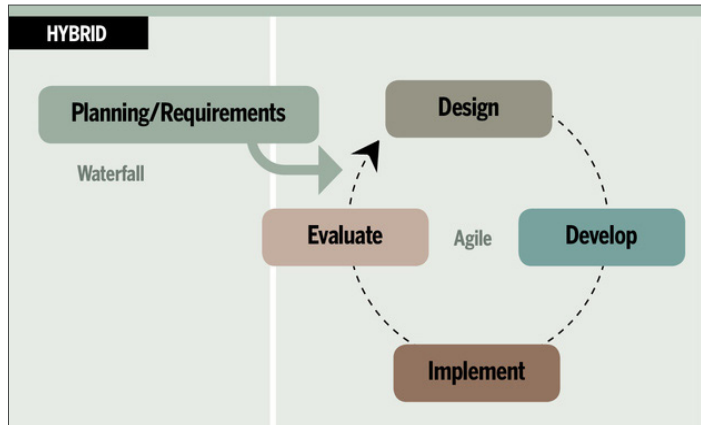 HYBRID
Planning/Requirements
Design
Waterfall
Evaluate
Agile
Develop
Implement